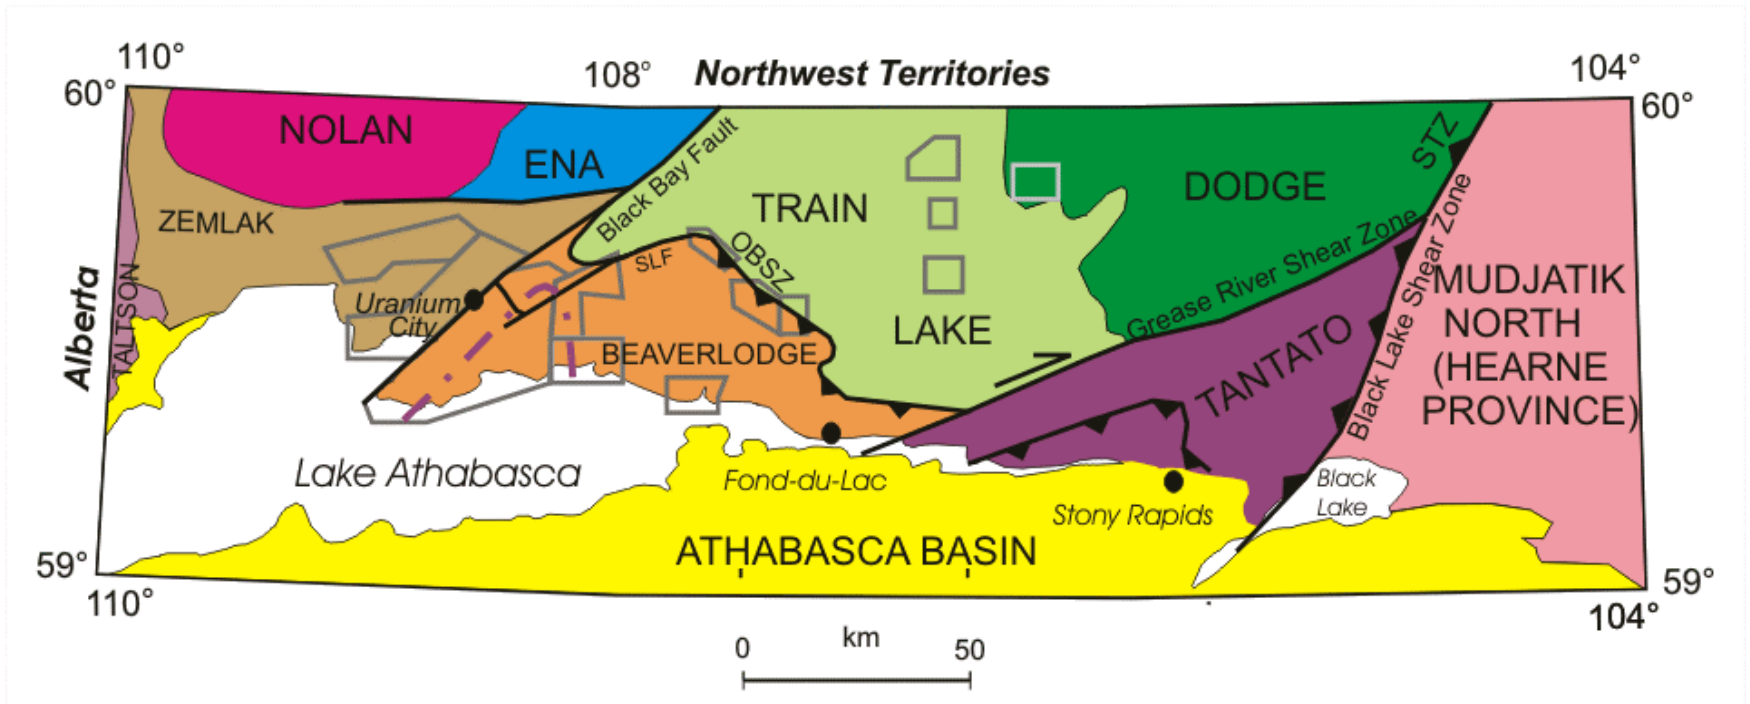 110°
108°
Northwest Territories
104°
60°
60°
NOLAN
ENA
Black Bay Fault
STZ
ZEMLAK
TRAIN
DODGE
Black Lake Shear Zone
Grease River Shear Zone
OBSZ
SLF
TALTSON
Alberta
Uranium
City
MUDJATIK
NORTH
(HEARNE
PROVINCE)
LAKE
BEAVERLODGE
TANTATO
Lake Athabasca
Fond-du-Lac
Black
Lake
Stony Rapids
ATHABASCA BASIN
59°
59°
110°
104°
km
0
50